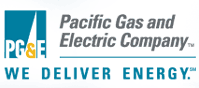 PG&E
Pacific Gas and
Electric Company™
WE DELIVER ENERGY.℠